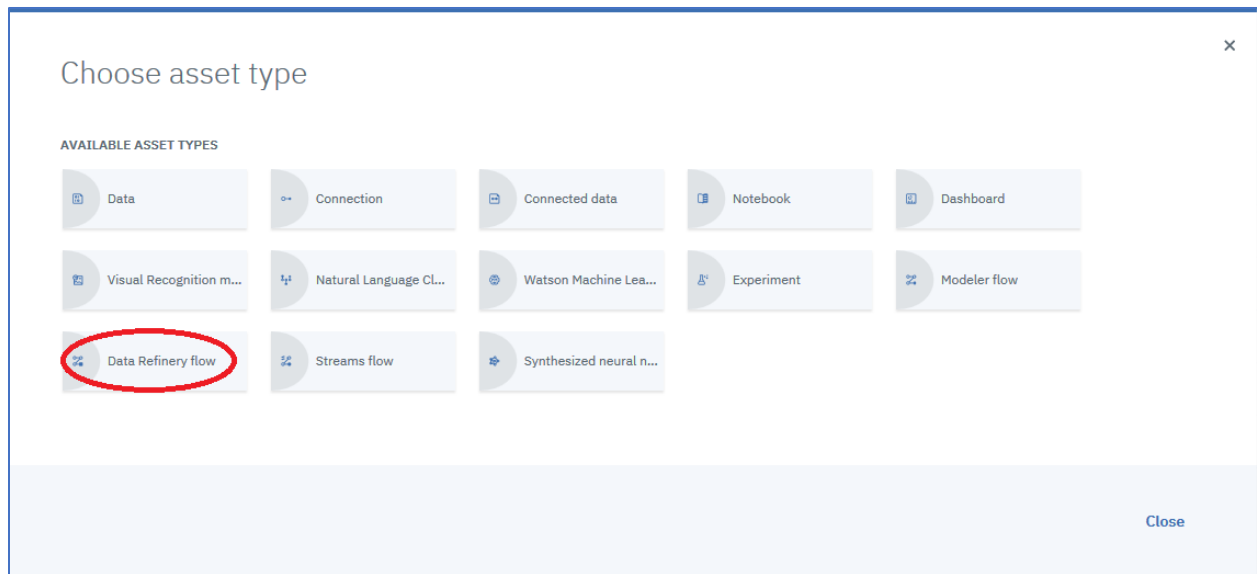 Choose asset type
AVAILABLE ASSET TYPES
Data
Connection
Connected data
Notebook
Dashboard
Visual Recognition m...
Natural Language Cl...
Watson Machine Lea...
Experiment
Modeler flow
Data Refinery flow
Streams flow
Synthesized neural n...
Close